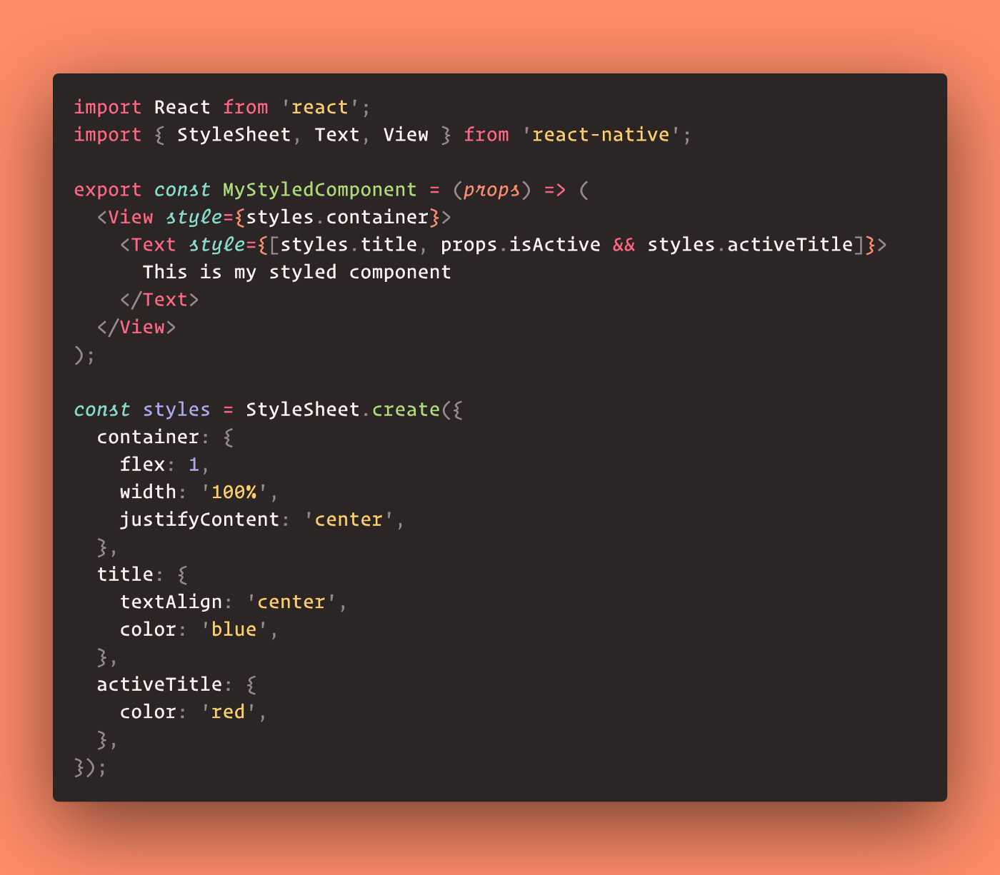 import React from 'react';
import { StyleSheet, Text, View } from 'react-native';

export const MyStyledComponent = (props) => (
  <View style={styles.container}>
    <Text style={[styles.title, props.isActive && styles.activeTitle]}>
      This is my styled component
    </Text>
  </View>
);

const styles = StyleSheet.create({
  container: {
    flex: 1,
    width: '100%',
    justifyContent: 'center',
  },
  title: {
    textAlign: 'center',
    color: 'blue',
  },
  activeTitle: {
    color: 'red',
  },
});